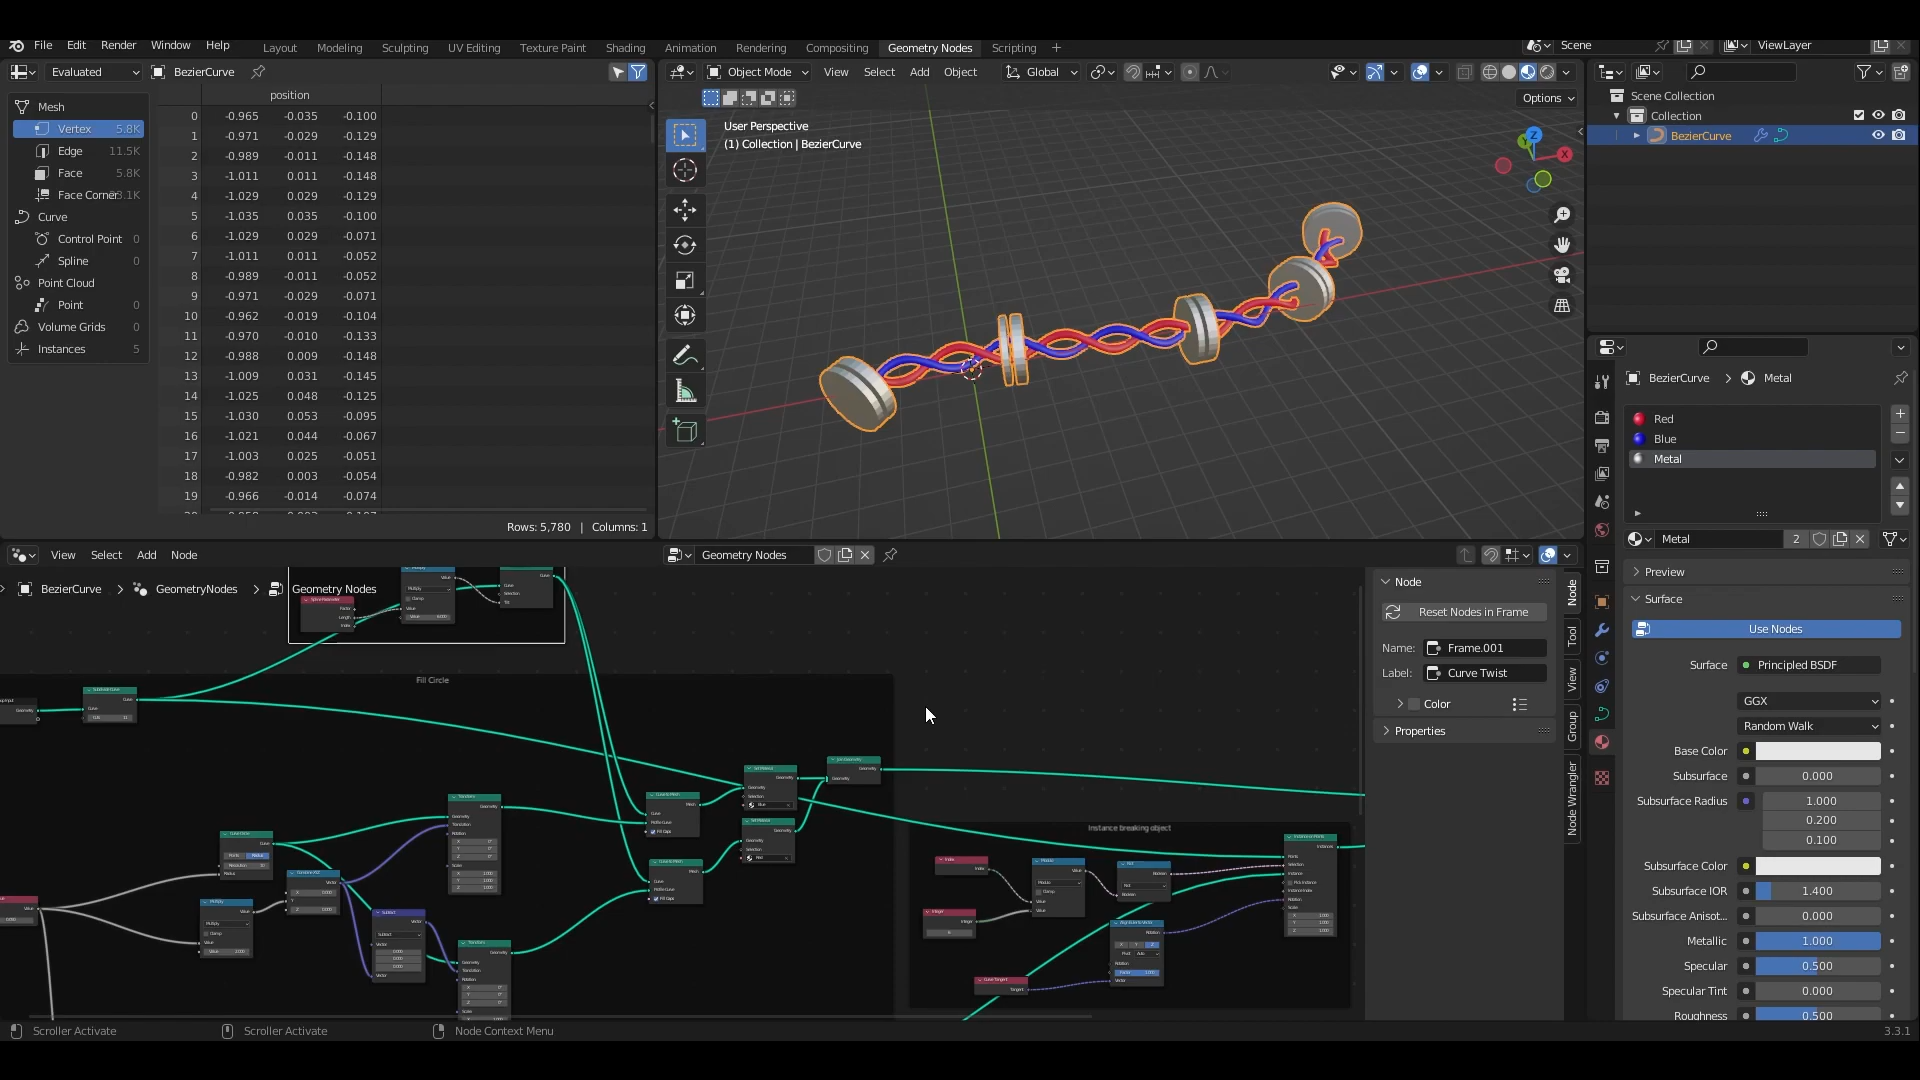 File Edit Render Window Help Layout Modeling Sculpting UV Editing Texture Paint Shading Animation Rendering Compositing Geometry Nodes Scripting + Scene ViewLayer
Evaluated BezierCurve
Object Mode View Select Add Object Global
Options
position
Mesh
Vertex 5.8K
Edge 11.5K
Face 5.8K
Face Corner
Curve
Control Point 0
Spline 0
Point Cloud
Point 0
Volume Grids
Instances 5
0 -0.965 -0.035 -0.100
1 -0.971 -0.029 -0.129
2 -0.989 -0.011 -0.148
3 -1.011 0.011 -0.148
4 -1.029 0.029 -0.129
5 -1.035 0.035 -0.100
6 -1.029 0.029 -0.071
7 -1.011 0.011 -0.052
8 -0.989 -0.011 -0.052
9 -0.971 -0.029 -0.071
10 -0.962 -0.019 -0.104
11 -0.970 -0.010 -0.133
12 -0.988 0.009 -0.148
13 -1.009 0.031 -0.145
14 -1.025 0.048 -0.125
15 -1.030 0.053 -0.095
16 -1.021 0.044 -0.067
17 -1.003 0.025 -0.051
18 -0.982 0.003 -0.054
19 -0.966 -0.014 -0.074
Rows: 5,780 | Columns: 1
User Perspective
(1) Collection | BezierCurve
Z
Y
X
Scene Collection
Collection
BezierCurve
BezierCurve > Metal
Red
Blue
Metal
Metal 2
Preview
Surface
Use Nodes
Surface Principled BSDF
GGX
Random Walk
Base Color
Subsurface 0.000
Subsurface Radius 1.000
0.200
0.100
Subsurface Color
Subsurface IOR 1.400
Subsurface Anisot... 0.000
Metallic 1.000
Specular 0.500
Specular Tint 0.000
Roughness 0.500
View Select Add Node Geometry Nodes
BezierCurve > GeometryNodes > Geometry Nodes
Fill Circle
Instance breaking object
Node
Reset Nodes in Frame
Name: Frame.001
Label: Curve Twist
Color
Properties
Node
Tool
View
Group
Node Wrangler
Scroller Activate Scroller Activate Node Context Menu 3.3.1